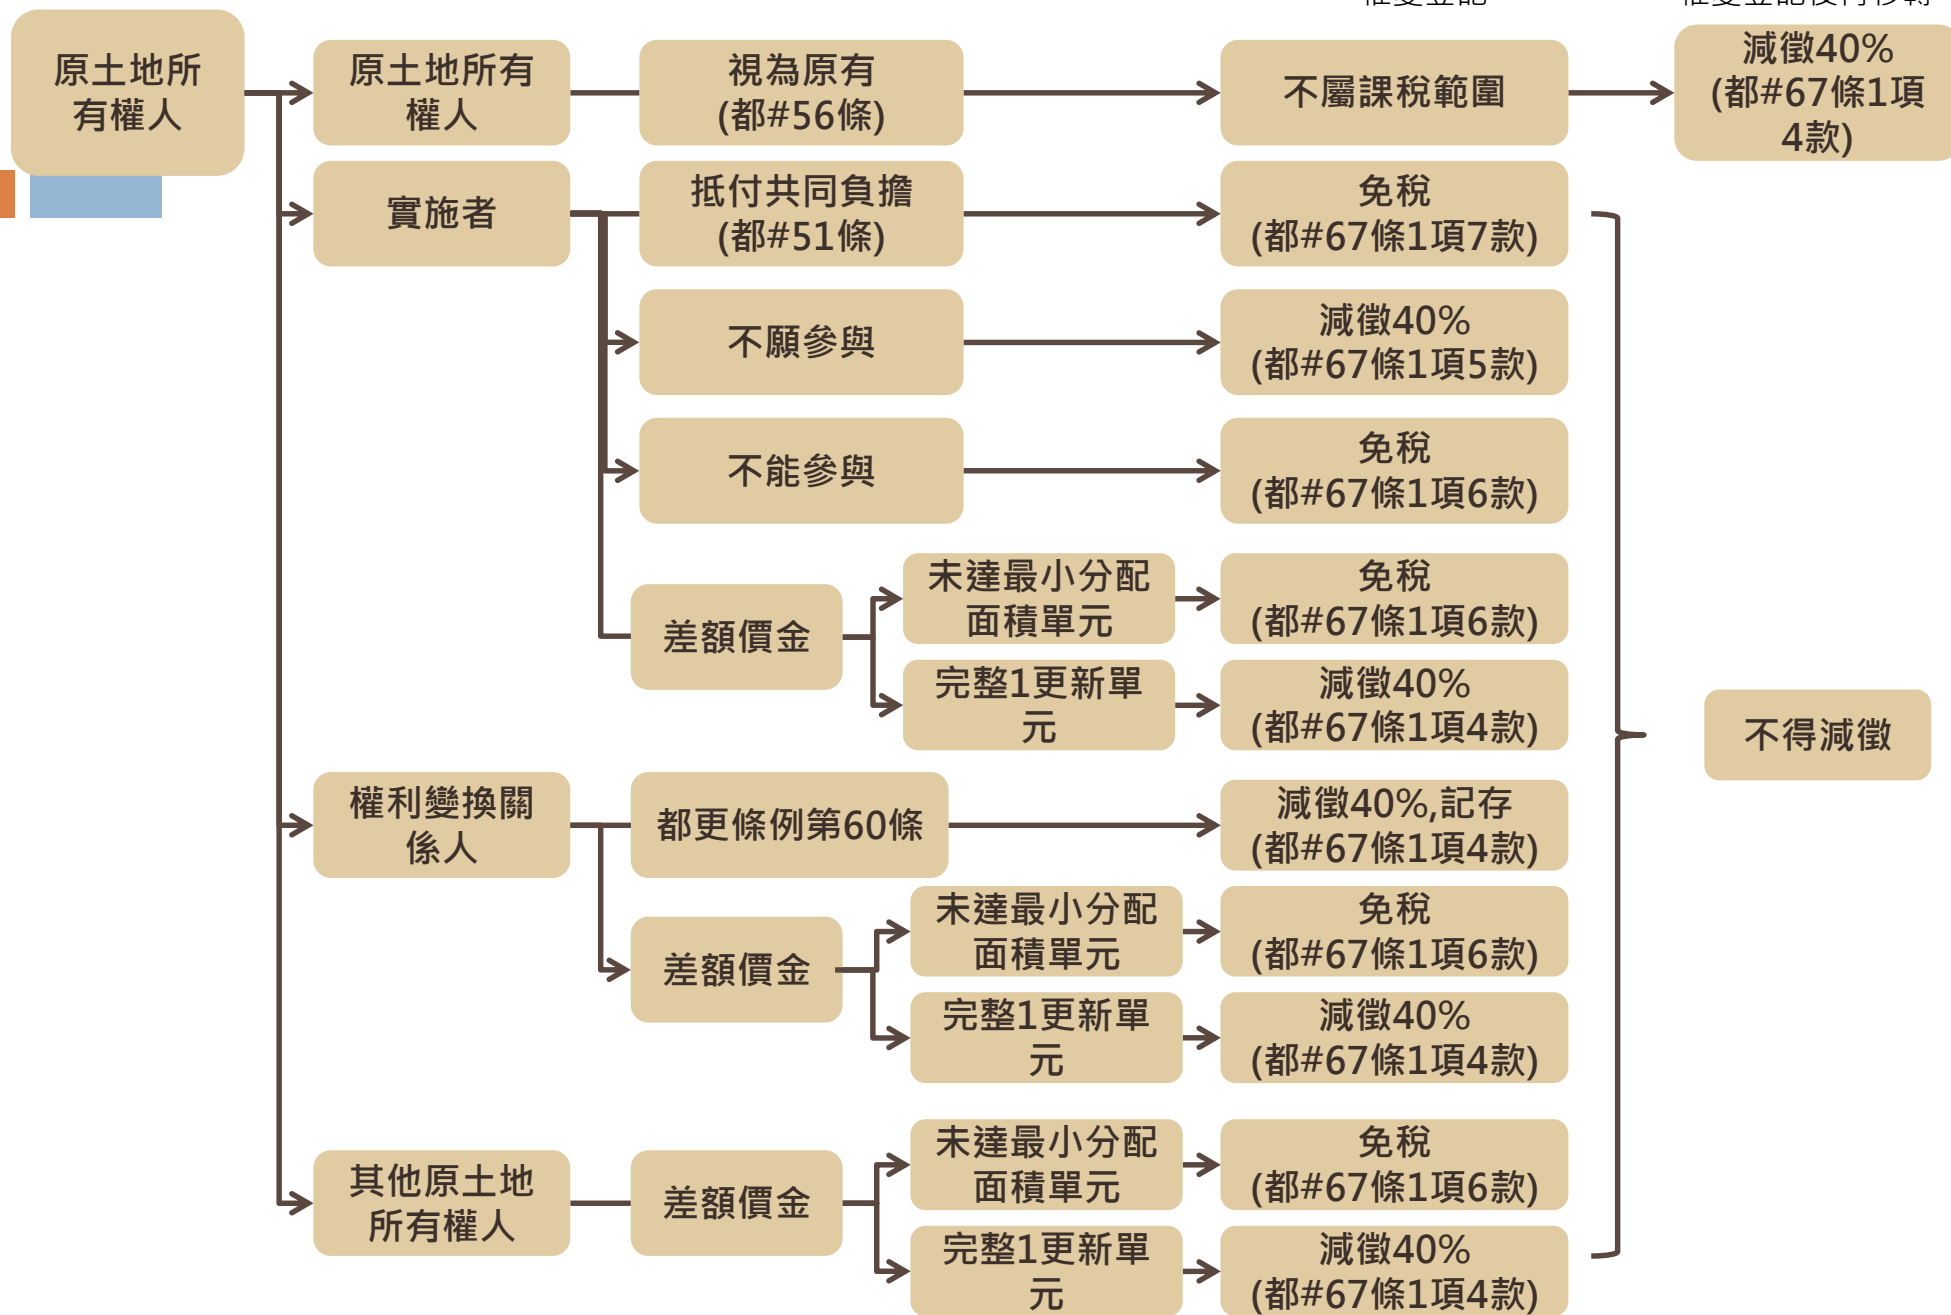 權變登記
權變登記後再移轉
原土地所
有權人
原土地所有
權人
視為原有
(都#56條)
不屬課稅範圍
減徵40%
(都#67條1項
4款)
實施者
抵付共同負擔
(都#51條)
免稅
(都#67條1項7款)
不願參與
減徵40%
(都#67條1項5款)
不能參與
免稅
(都#67條1項6款)
差額價金
未達最小分配
面積單元
免稅
(都#67條1項6款)
完整1更新單
元
減徵40%
(都#67條1項4款)
不得減徵
權利變換關
係人
都更條例第60條
減徵40%,記存
(都#67條1項4款)
差額價金
未達最小分配
面積單元
免稅
(都#67條1項6款)
完整1更新單
元
減徵40%
(都#67條1項4款)
其他原土地
所有權人
差額價金
未達最小分配
面積單元
免稅
(都#67條1項6款)
完整1更新單
元
減徵40%
(都#67條1項4款)